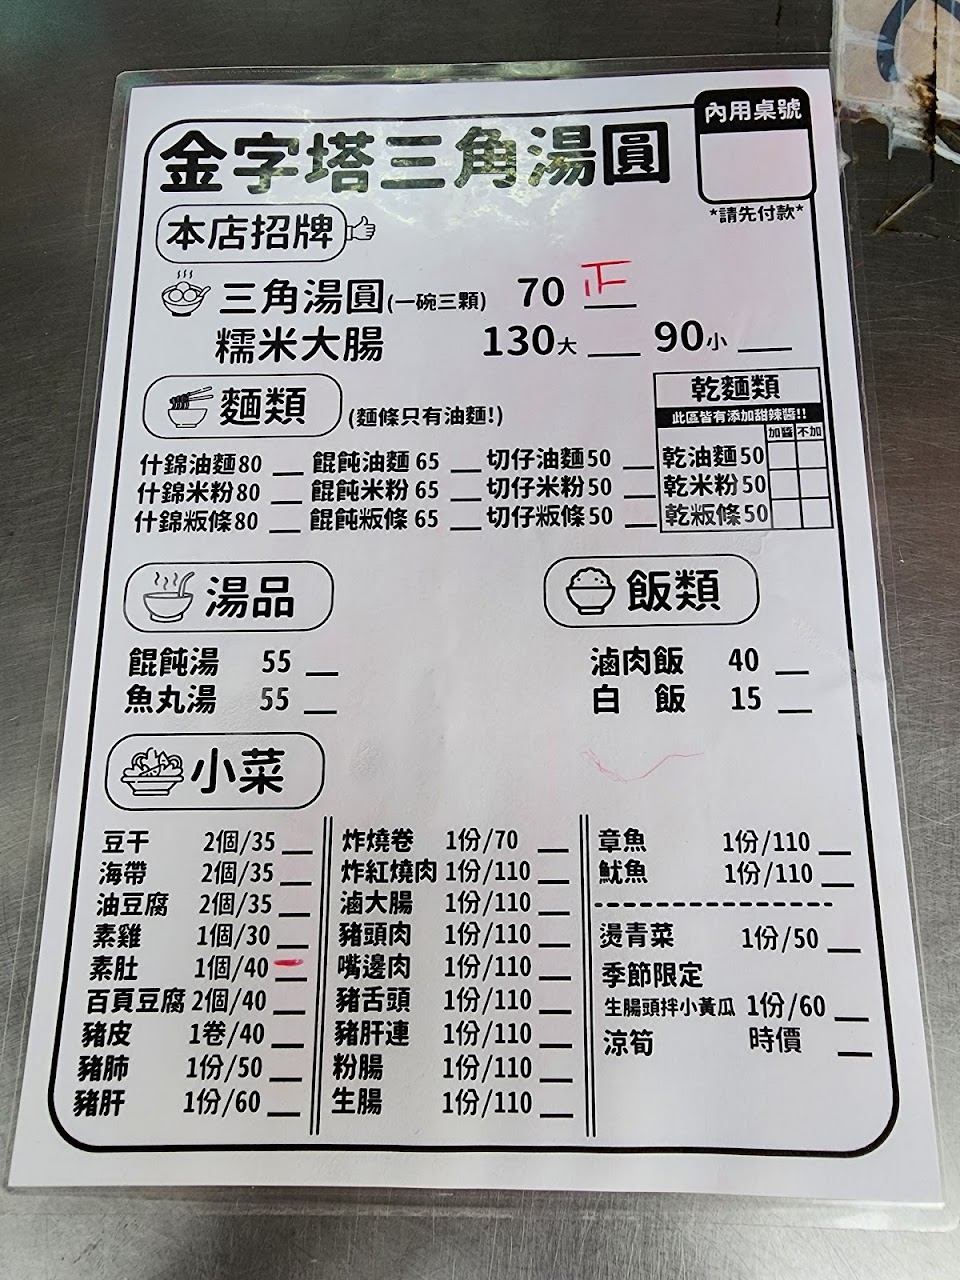 內用桌號
金字塔三角湯圓
*請先付款*
本店招牌
三角湯圓(一碗三顆) 70 正
糯米大腸 130大 90小
麵類 (麵條只有油麵!)
乾麵類
此區皆有添加甜辣醬!!
加醬 不加
什錦油麵80 餛飩油麵 65 切仔油麵50 乾油麵50
什錦米粉80 餛飩米粉 65 切仔米粉50 乾米粉50
什錦粄條80 餛飩粄條 65 切仔粄條50 乾粄條50
湯品
餛飩湯 55
魚丸湯 55
飯類
滷肉飯 40
白飯 15
小菜
豆干 2個/35
海帶 2個/35
油豆腐 2個/35
素雞 1個/30
素肚 1個/40
百頁豆腐 2個/40
豬皮 1卷/40
豬肺 1份/50
豬肝 1份/60
炸燒卷 1份/70
炸紅燒肉 1份/110
滷大腸 1份/110
豬頭肉 1份/110
嘴邊肉 1份/110
豬舌頭 1份/110
豬肝連 1份/110
粉腸 1份/110
生腸 1份/110
章魚 1份/110
魷魚 1份/110
燙青菜 1份/50
季節限定
生腸頭拌小黃瓜 1份/60
涼筍 時價